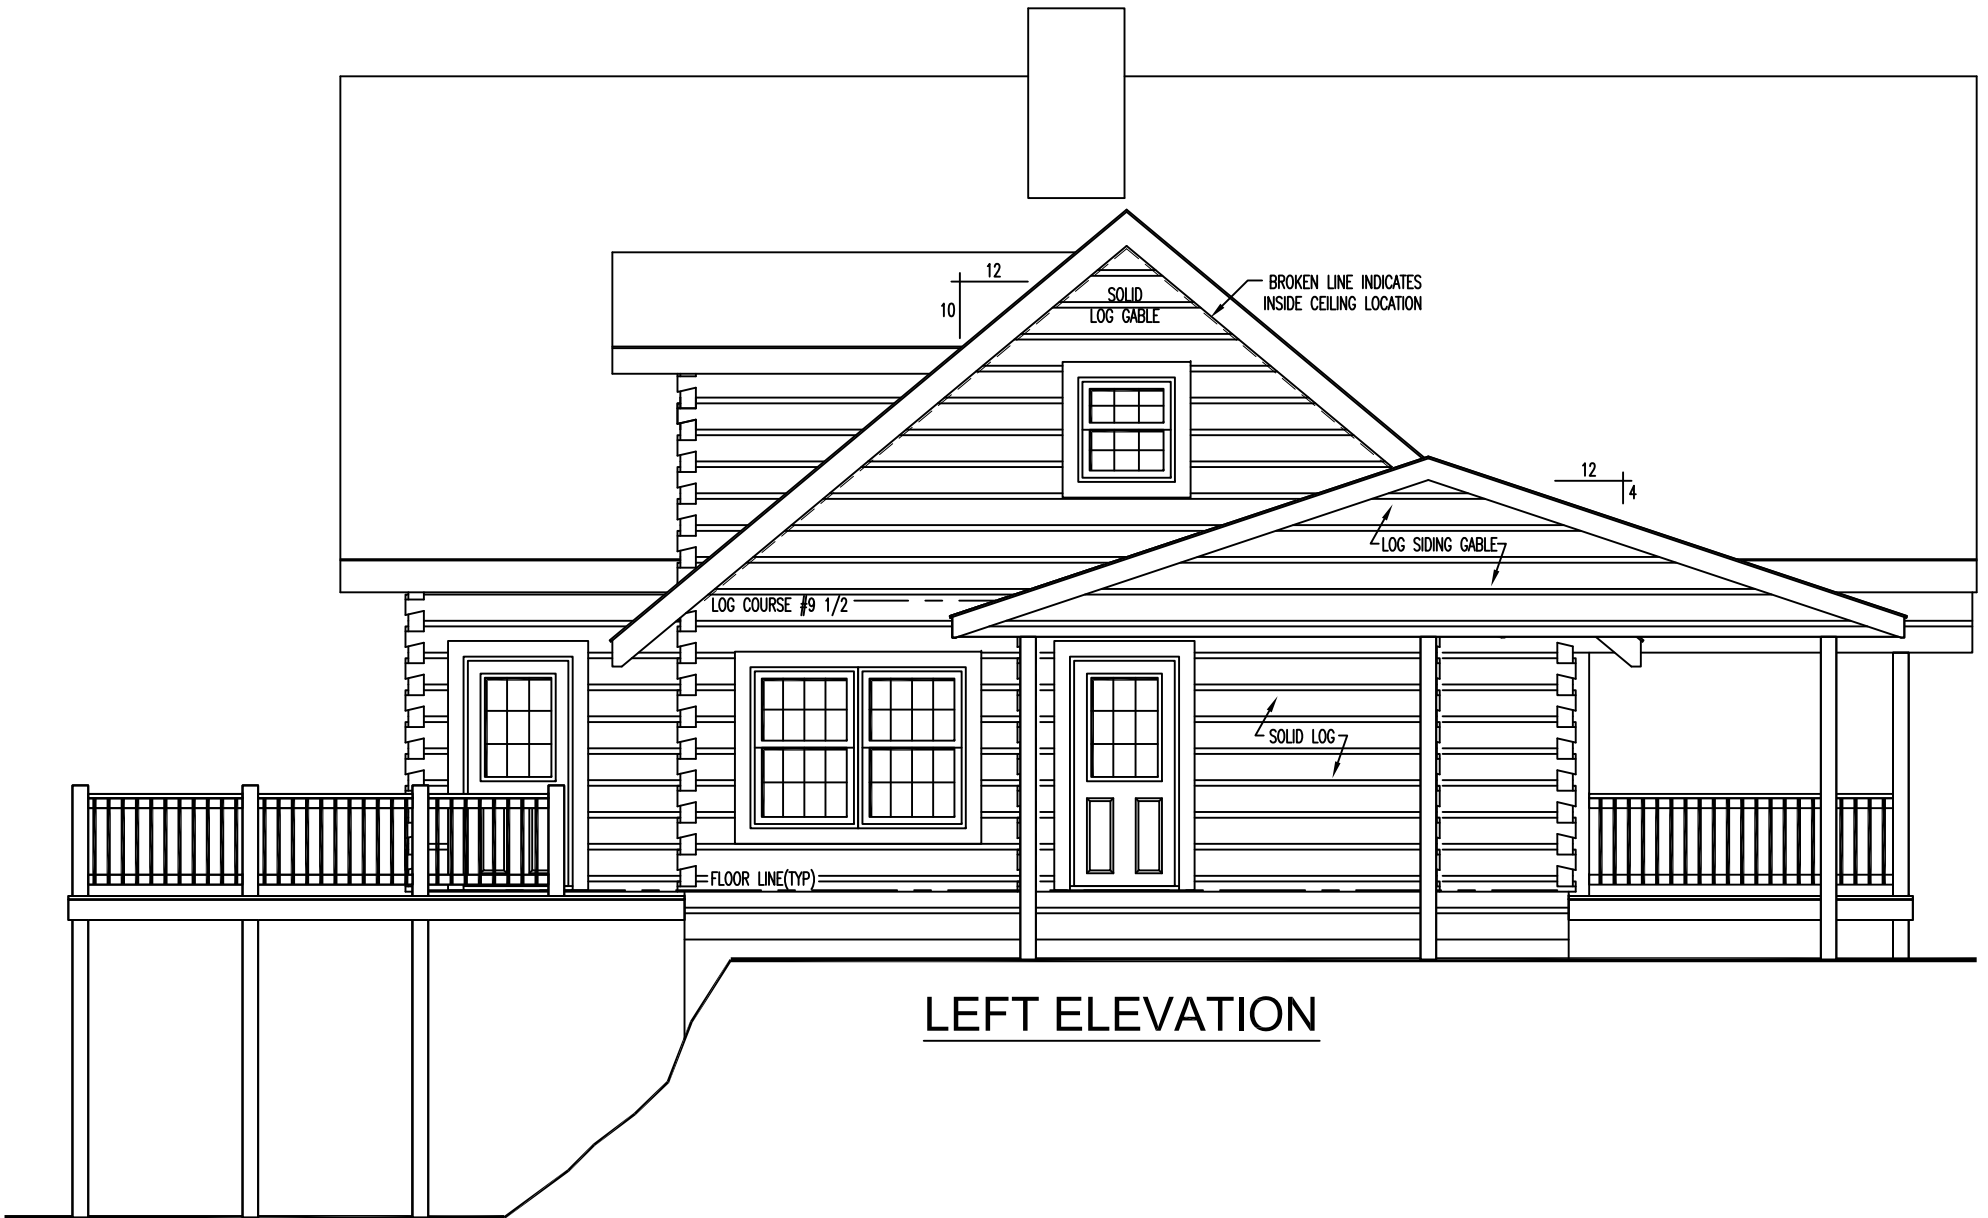 12
10
SOLID
LOG GABLE
BROKEN LINE INDICATES
INSIDE CEILING LOCATION
12
4
LOG SIDING GABLE
LOG COURSE #9 1/2
SOLID LOG
FLOOR LINE(TYP)
LEFT ELEVATION